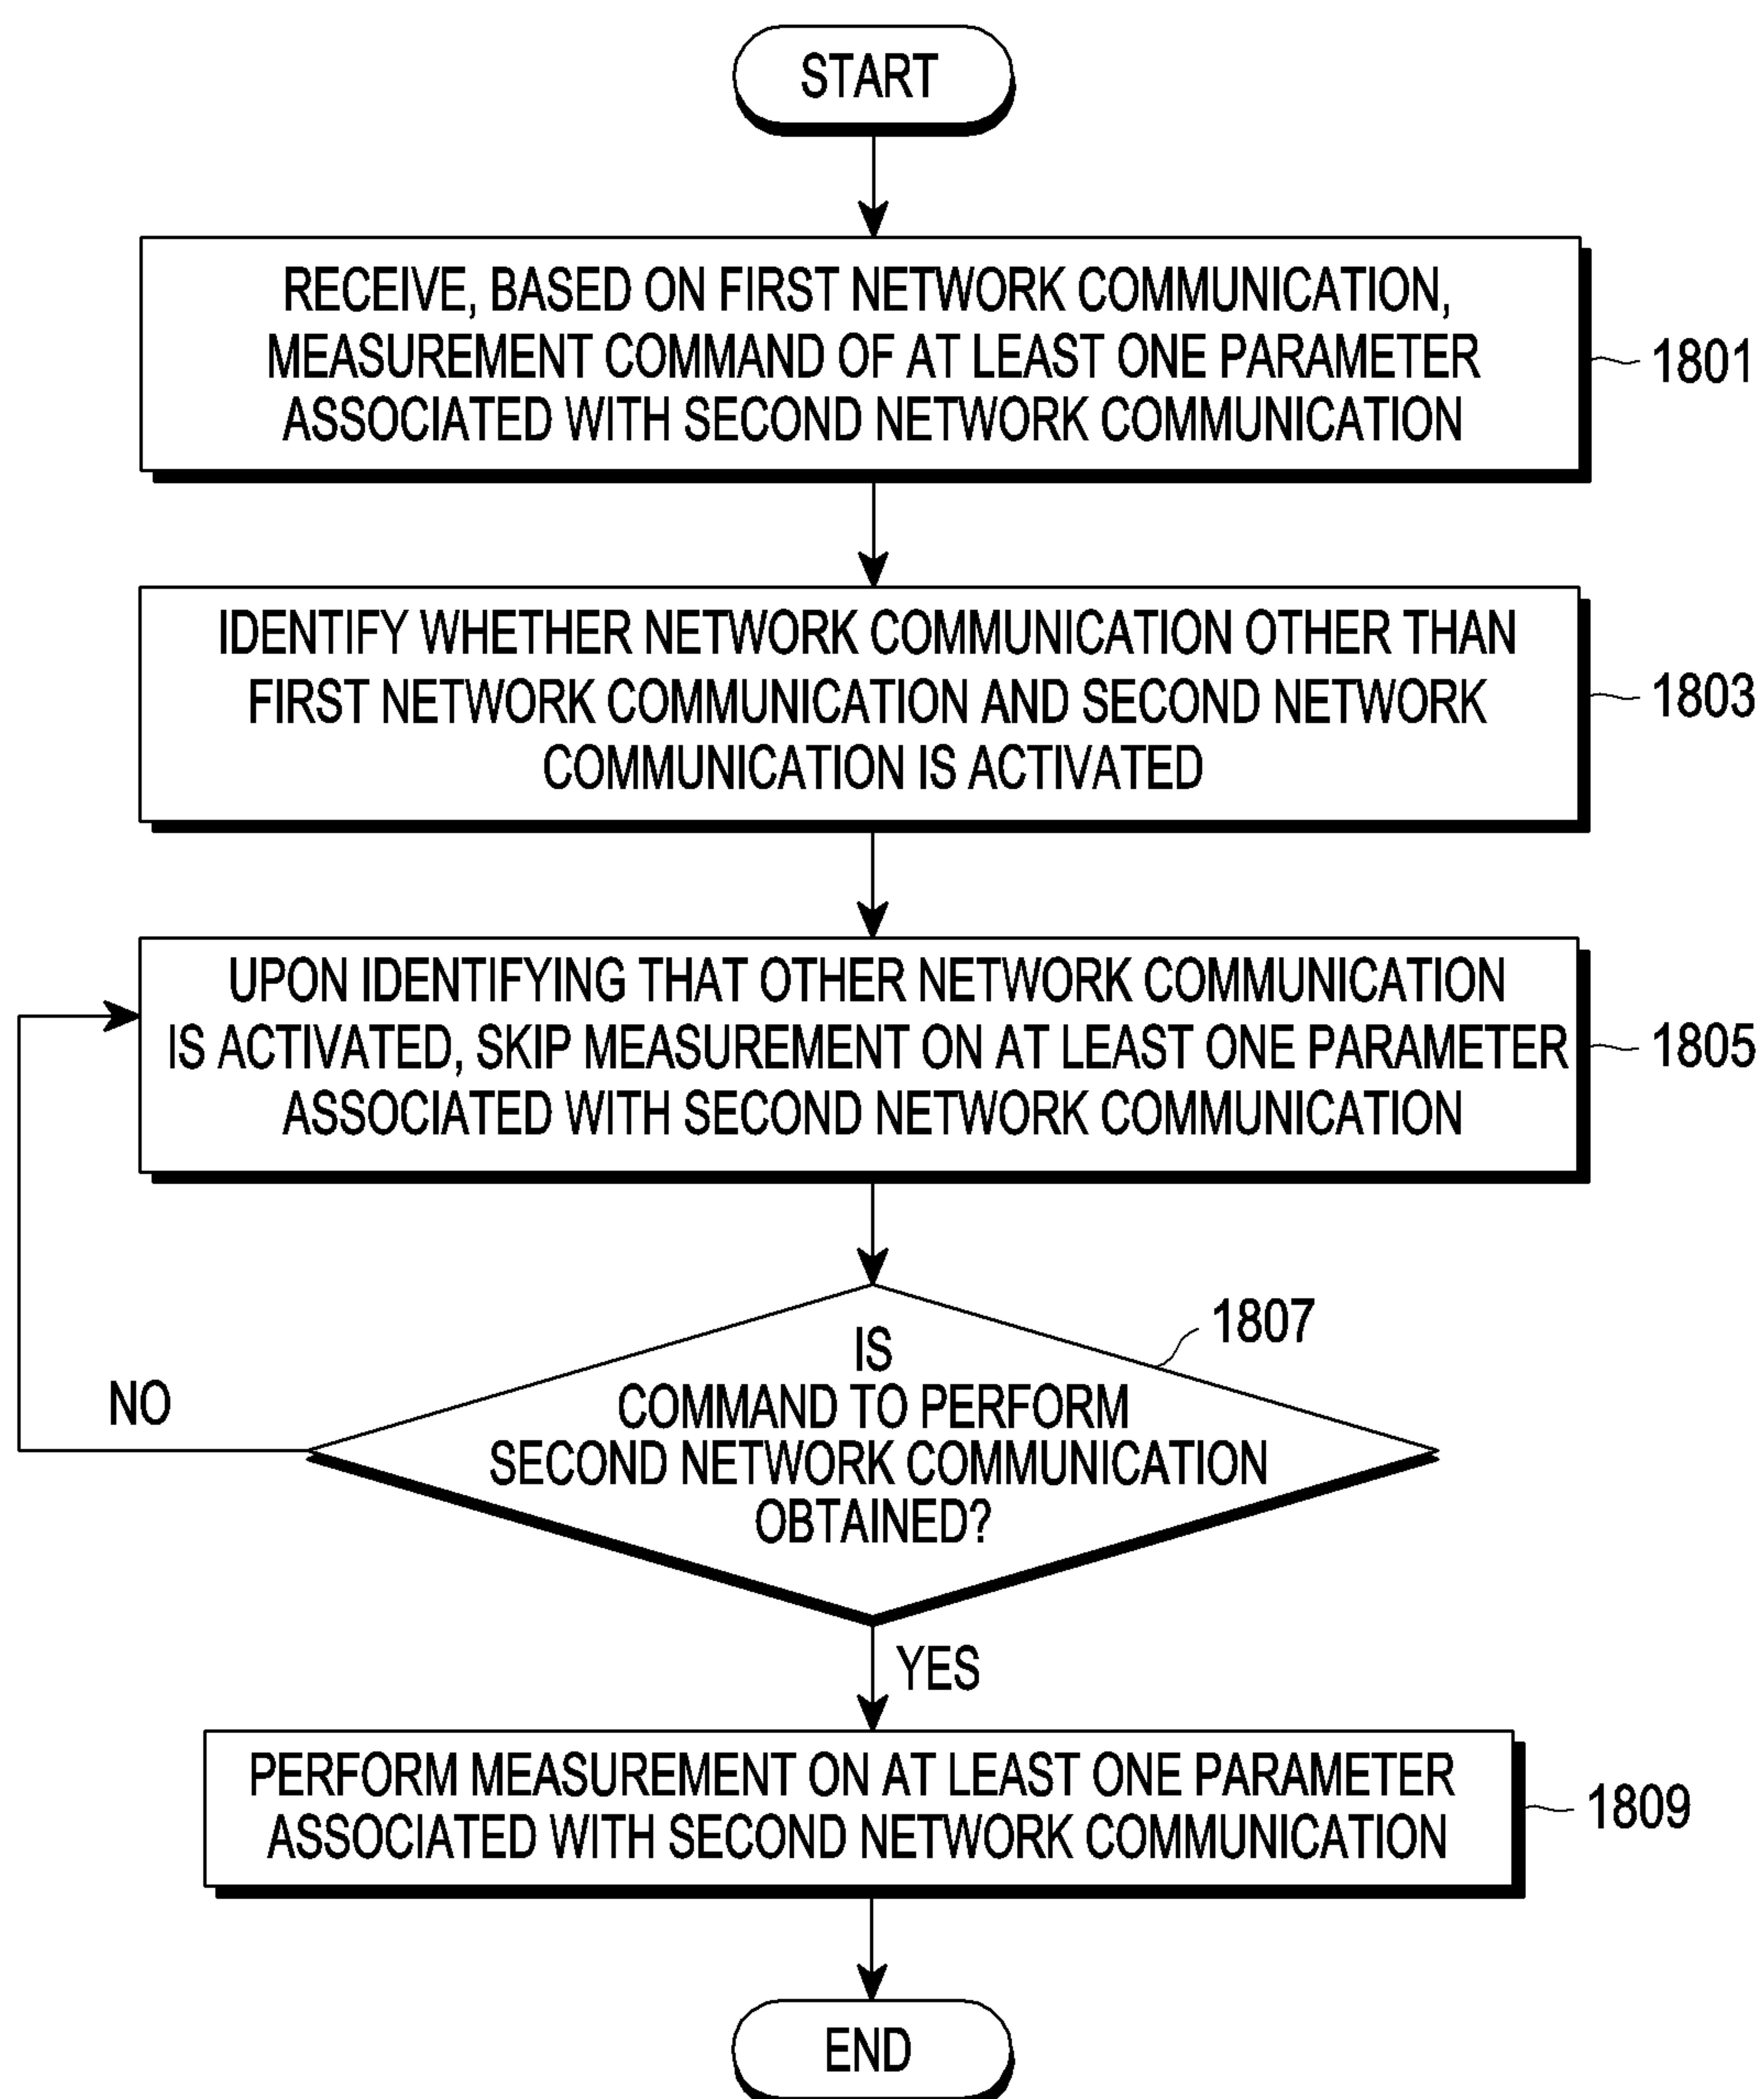 START
RECEIVE, BASED ON FIRST NETWORK COMMUNICATION,
MEASUREMENT COMMAND OF AT LEAST ONE PARAMETER
ASSOCIATED WITH SECOND NETWORK COMMUNICATION
1801
IDENTIFY WHETHER NETWORK COMMUNICATION OTHER THAN
FIRST NETWORK COMMUNICATION AND SECOND NETWORK
COMMUNICATION IS ACTIVATED
1803
UPON IDENTIFYING THAT OTHER NETWORK COMMUNICATION
IS ACTIVATED, SKIP MEASUREMENT ON AT LEAST ONE PARAMETER
ASSOCIATED WITH SECOND NETWORK COMMUNICATION
1805
1807
IS
COMMAND TO PERFORM
SECOND NETWORK COMMUNICATION
OBTAINED?
NO
YES
PERFORM MEASUREMENT ON AT LEAST ONE PARAMETER
ASSOCIATED WITH SECOND NETWORK COMMUNICATION
1809
END